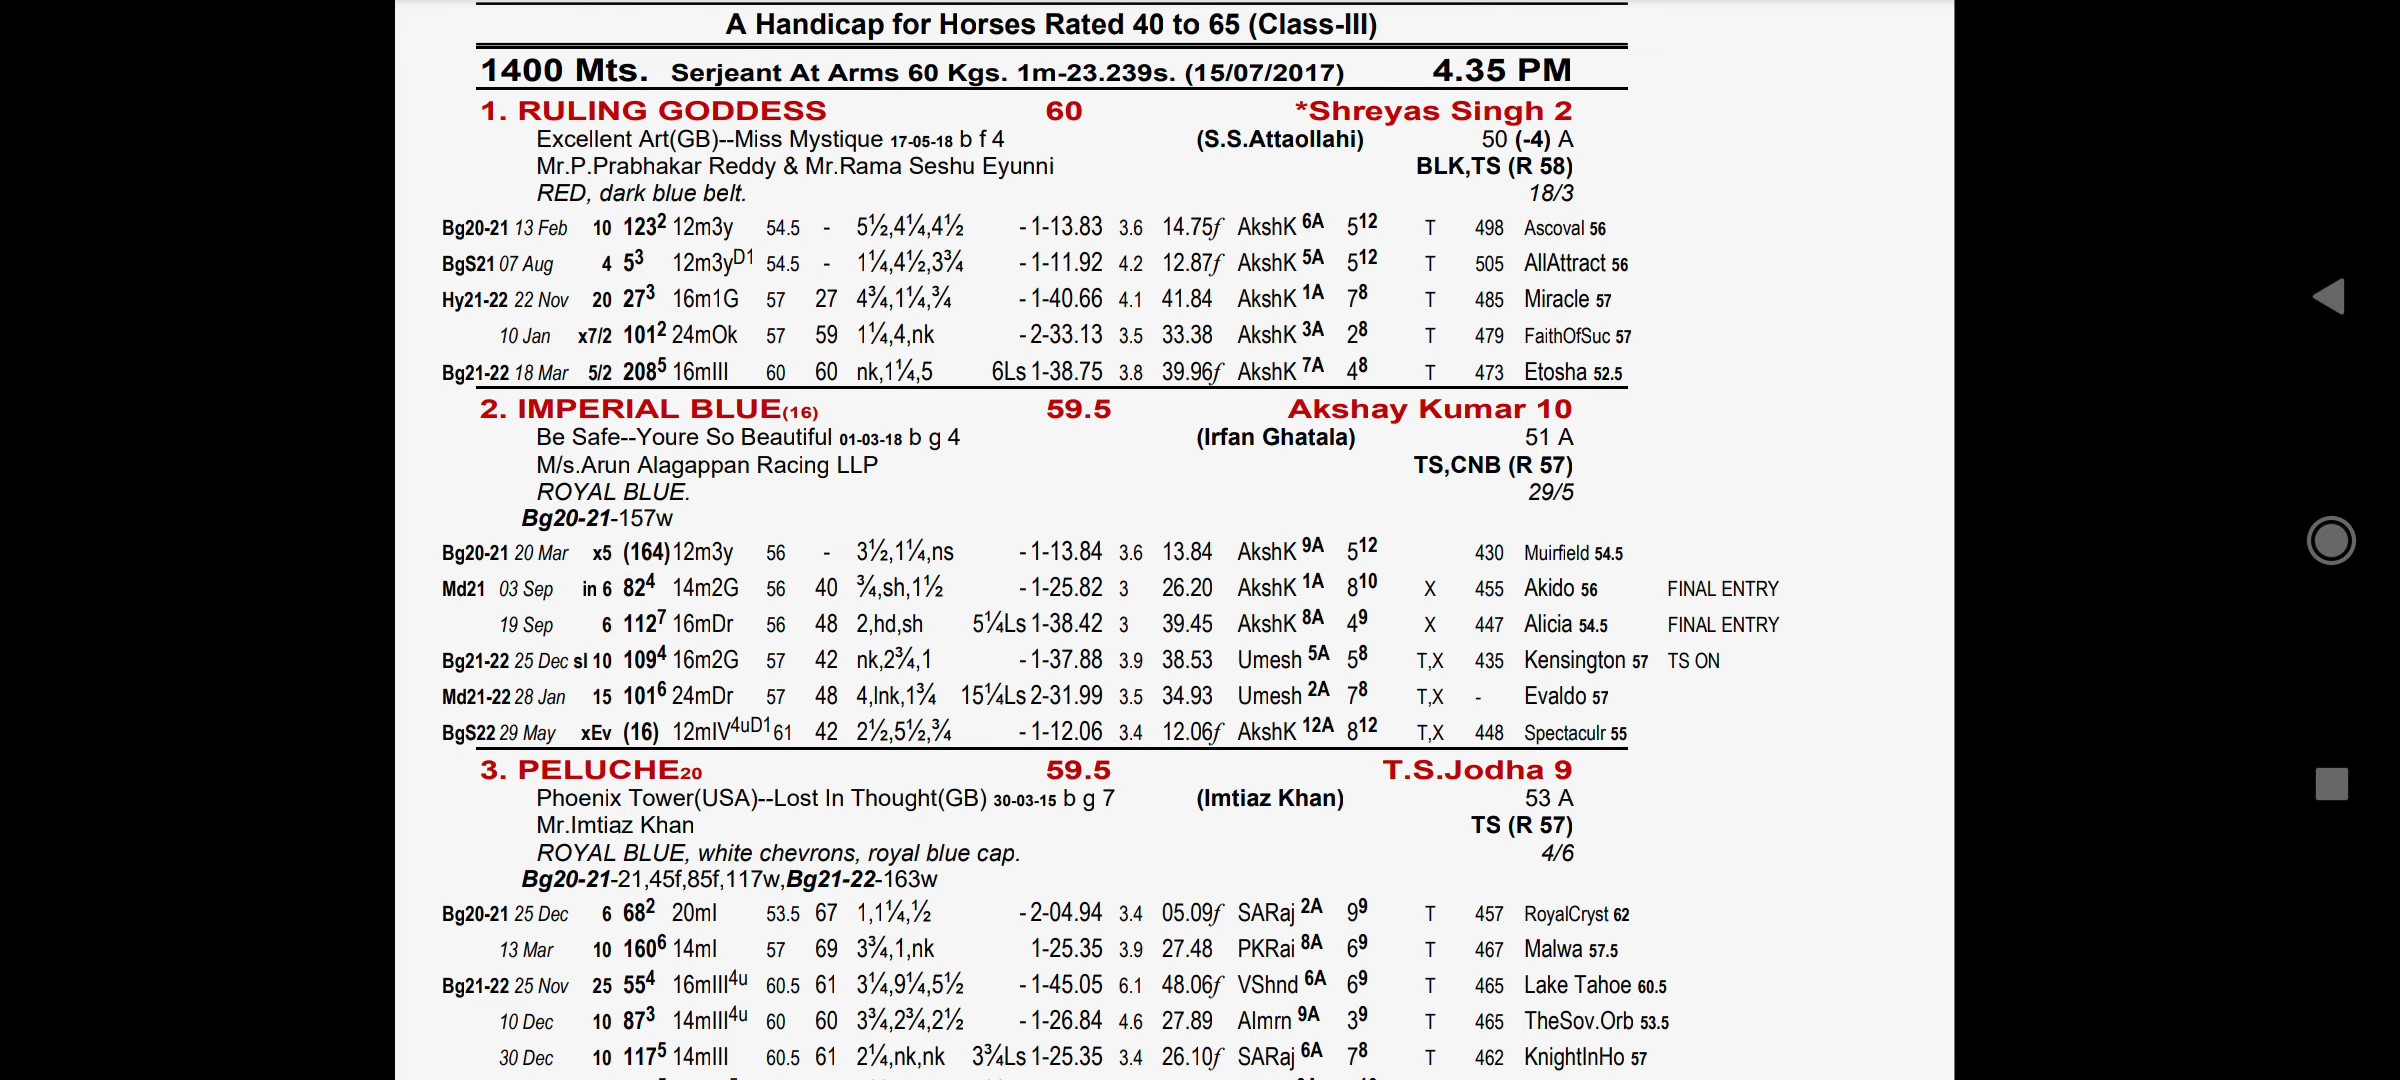 A Handicap for Horses Rated 40 to 65 (Class-III)
1400 Mts. Serjeant At Arms 60 Kgs. 1m-23.239s. (15/07/2017) 4.35 PM
1. RULING GODDESS 60 *Shreyas Singh 2
Excellent Art(GB)--Miss Mystique 17-05-18 b f 4 (S.S.Attaollahi) 50 (-4) A
Mr.P.Prabhakar Reddy & Mr.Rama Seshu Eyunni BLK,TS (R 58)
RED, dark blue belt. 18/3
Bg20-21 13 Feb 10 123² 12m3y 54.5 - 5½,4¼,4½ - 1-13.83 3.6 14.75f AkshK 6A 5¹² T 498 Ascoval 56
BgS21 07 Aug 4 5³ 12m3yD1 54.5 - 1¼,4½,3¾ - 1-11.92 4.2 12.87f AkshK 5A 5¹² T 505 AllAttract 56
Hy21-22 22 Nov 20 27³ 16m1G 57 27 4¾,1¼,¾ - 1-40.66 4.1 41.84 AkshK 1A 7⁸ T 485 Miracle 57
10 Jan x7/2 101² 24mOk 57 59 1¼,4,nk - 2-33.13 3.5 33.38 AkshK 3A 2⁸ T 479 FaithOfSuc 57
Bg21-22 18 Mar 5/2 208⁵ 16mIII 60 60 nk,1¼,5 6Ls 1-38.75 3.8 39.96f AkshK 7A 4⁸ T 473 Etosha 52.5
2. IMPERIAL BLUE(16) 59.5 Akshay Kumar 10
Be Safe--Youre So Beautiful 01-03-18 b g 4 (Irfan Ghatala) 51 A
M/s.Arun Alagappan Racing LLP TS,CNB (R 57)
ROYAL BLUE. 29/5
Bg20-21-157w
Bg20-21 20 Mar x5 (164) 12m3y 56 - 3½,1¼,ns - 1-13.84 3.6 13.84 AkshK 9A 5¹² 430 Muirfield 54.5
Md21 03 Sep in 6 82⁴ 14m2G 56 40 ¾,sh,1½ - 1-25.82 3 26.20 AkshK 1A 8¹⁰ X 455 Akido 56 FINAL ENTRY
19 Sep 6 112⁷ 16mDr 56 48 2,hd,sh 5¼Ls 1-38.42 3 39.45 AkshK 8A 4⁹ X 447 Alicia 54.5 FINAL ENTRY
Bg21-22 25 Dec sl 10 109⁴ 16m2G 57 42 nk,2¾,1 - 1-37.88 3.9 38.53 Umesh 5A 5⁸ T,X 435 Kensington 57 TS ON
Md21-22 28 Jan 15 101⁶ 24mDr 57 48 4,lnk,1¾ 15¼Ls 2-31.99 3.5 34.93 Umesh 2A 7⁸ T,X - Evaldo 57
BgS22 29 May xEv (16) 12mIV4uD1 61 42 2½,5½,¾ - 1-12.06 3.4 12.06f AkshK 12A 8¹² T,X 448 Spectaculr 55
3. PELUCHE20 59.5 T.S.Jodha 9
Phoenix Tower(USA)--Lost In Thought(GB) 30-03-15 b g 7 (Imtiaz Khan) 53 A
Mr.Imtiaz Khan TS (R 57)
ROYAL BLUE, white chevrons, royal blue cap. 4/6
Bg20-21-21,45f,85f,117w,Bg21-22-163w
Bg20-21 25 Dec 6 68² 20mI 53.5 67 1,1¼,½ - 2-04.94 3.4 05.09f SARaj 2A 9⁹ T 457 RoyalCryst 62
13 Mar 10 160⁶ 14mI 57 69 3¾,1,nk 1-25.35 3.9 27.48 PKRai 8A 6⁹ T 467 Malwa 57.5
Bg21-22 25 Nov 25 55⁴ 16mIII4u 60.5 61 3¼,9¼,5½ - 1-45.05 6.1 48.06f VShnd 6A 6⁹ T 465 Lake Tahoe 60.5
10 Dec 10 87³ 14mIII4u 60 60 3¾,2¾,2½ - 1-26.84 4.6 27.89 Almrn 9A 3⁹ T 465 TheSov.Orb 53.5
30 Dec 10 117⁵ 14mIII 60.5 61 2¼,nk,nk 3¾Ls 1-25.35 3.4 26.10f SARaj 6A 7⁸ T 462 KnightInHo 57